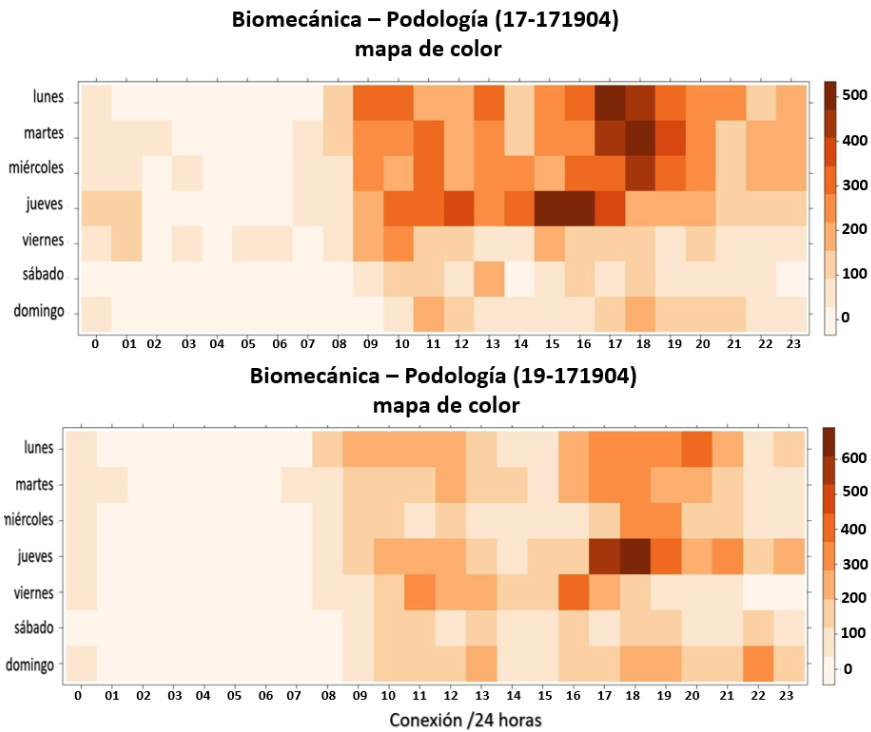 Biomecánica – Podología (17-171904)
mapa de color
lunes
martes
miércoles
jueves
viernes
sábado
domingo
0 01 02 03 04 05 06 07 08 09 10 11 12 13 14 15 16 17 18 19 20 21 22 23
500
400
300
200
100
0
Biomecánica – Podología (19-171904)
mapa de color
lunes
martes
niércoles
jueves
viernes
sábado
domingo
0 01 02 03 04 05 06 07 08 09 10 11 12 13 14 15 16 17 18 19 20 21 22 23
600
500
400
300
200
100
0
Conexión /24 horas